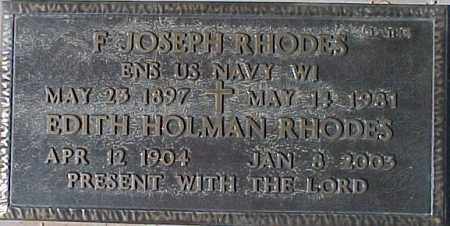 F JOSEPH RHODES
ENS US NAVY WI
MAY 23 1897 MAY 14 1981
EDITH HOLMAN RHODES
APR 12 1904 JAN 3 2003
PRESENT WITH THE LORD